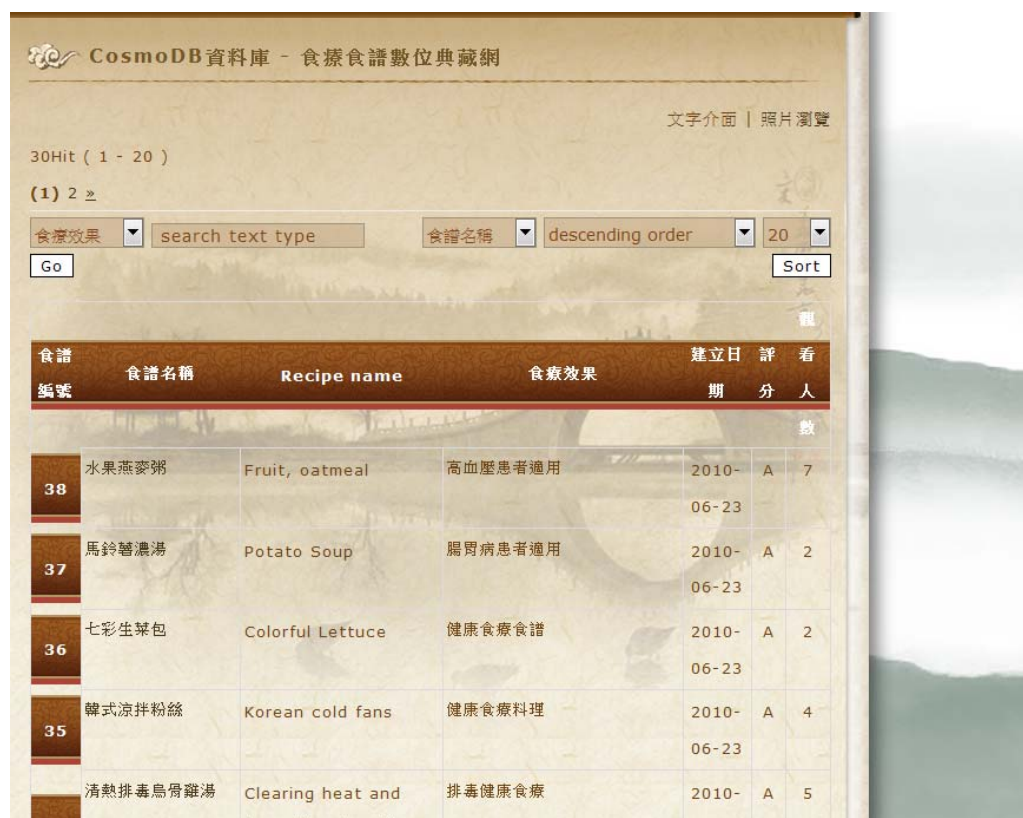 CosmoDB資料庫 - 食療食譜數位典藏網
文字介面 | 照片瀏覽
30Hit ( 1 - 20 )
(1) 2 »
食療效果 search text type 食譜名稱 descending order 20
Go Sort
食譜編號 食譜名稱 Recipe name 食療效果 建立日期 評分 觀看人數
38 水果燕麥粥 Fruit, oatmeal 高血壓患者適用 2010-06-23 A 7
37 馬鈴薯濃湯 Potato Soup 腸胃病患者適用 2010-06-23 A 2
36 七彩生菜包 Colorful Lettuce 健康食療食譜 2010-06-23 A 2
35 韓式涼拌粉絲 Korean cold fans 健康食療料理 2010-06-23 A 4
清熱排毒烏骨雞湯 Clearing heat and 排毒健康食療 2010- A 5